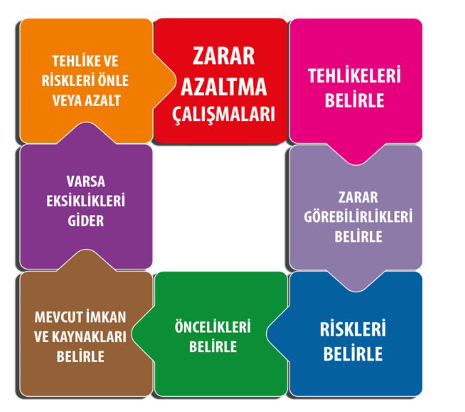 TEHLİKE VE
RİSKLERİ ÖNLE
VEYA AZALT
ZARAR
AZALTMA
ÇALIŞMALARI
TEHLİKELERİ
BELİRLE
VARSA
EKSİKLİKLERİ
GİDER
ZARAR
GÖREBİLİRLİKLERİ
BELİRLE
MEVCUT İMKAN
VE KAYNAKLARI
BELİRLE
ÖNCELİKLERİ
BELİRLE
RİSKLERİ
BELİRLE